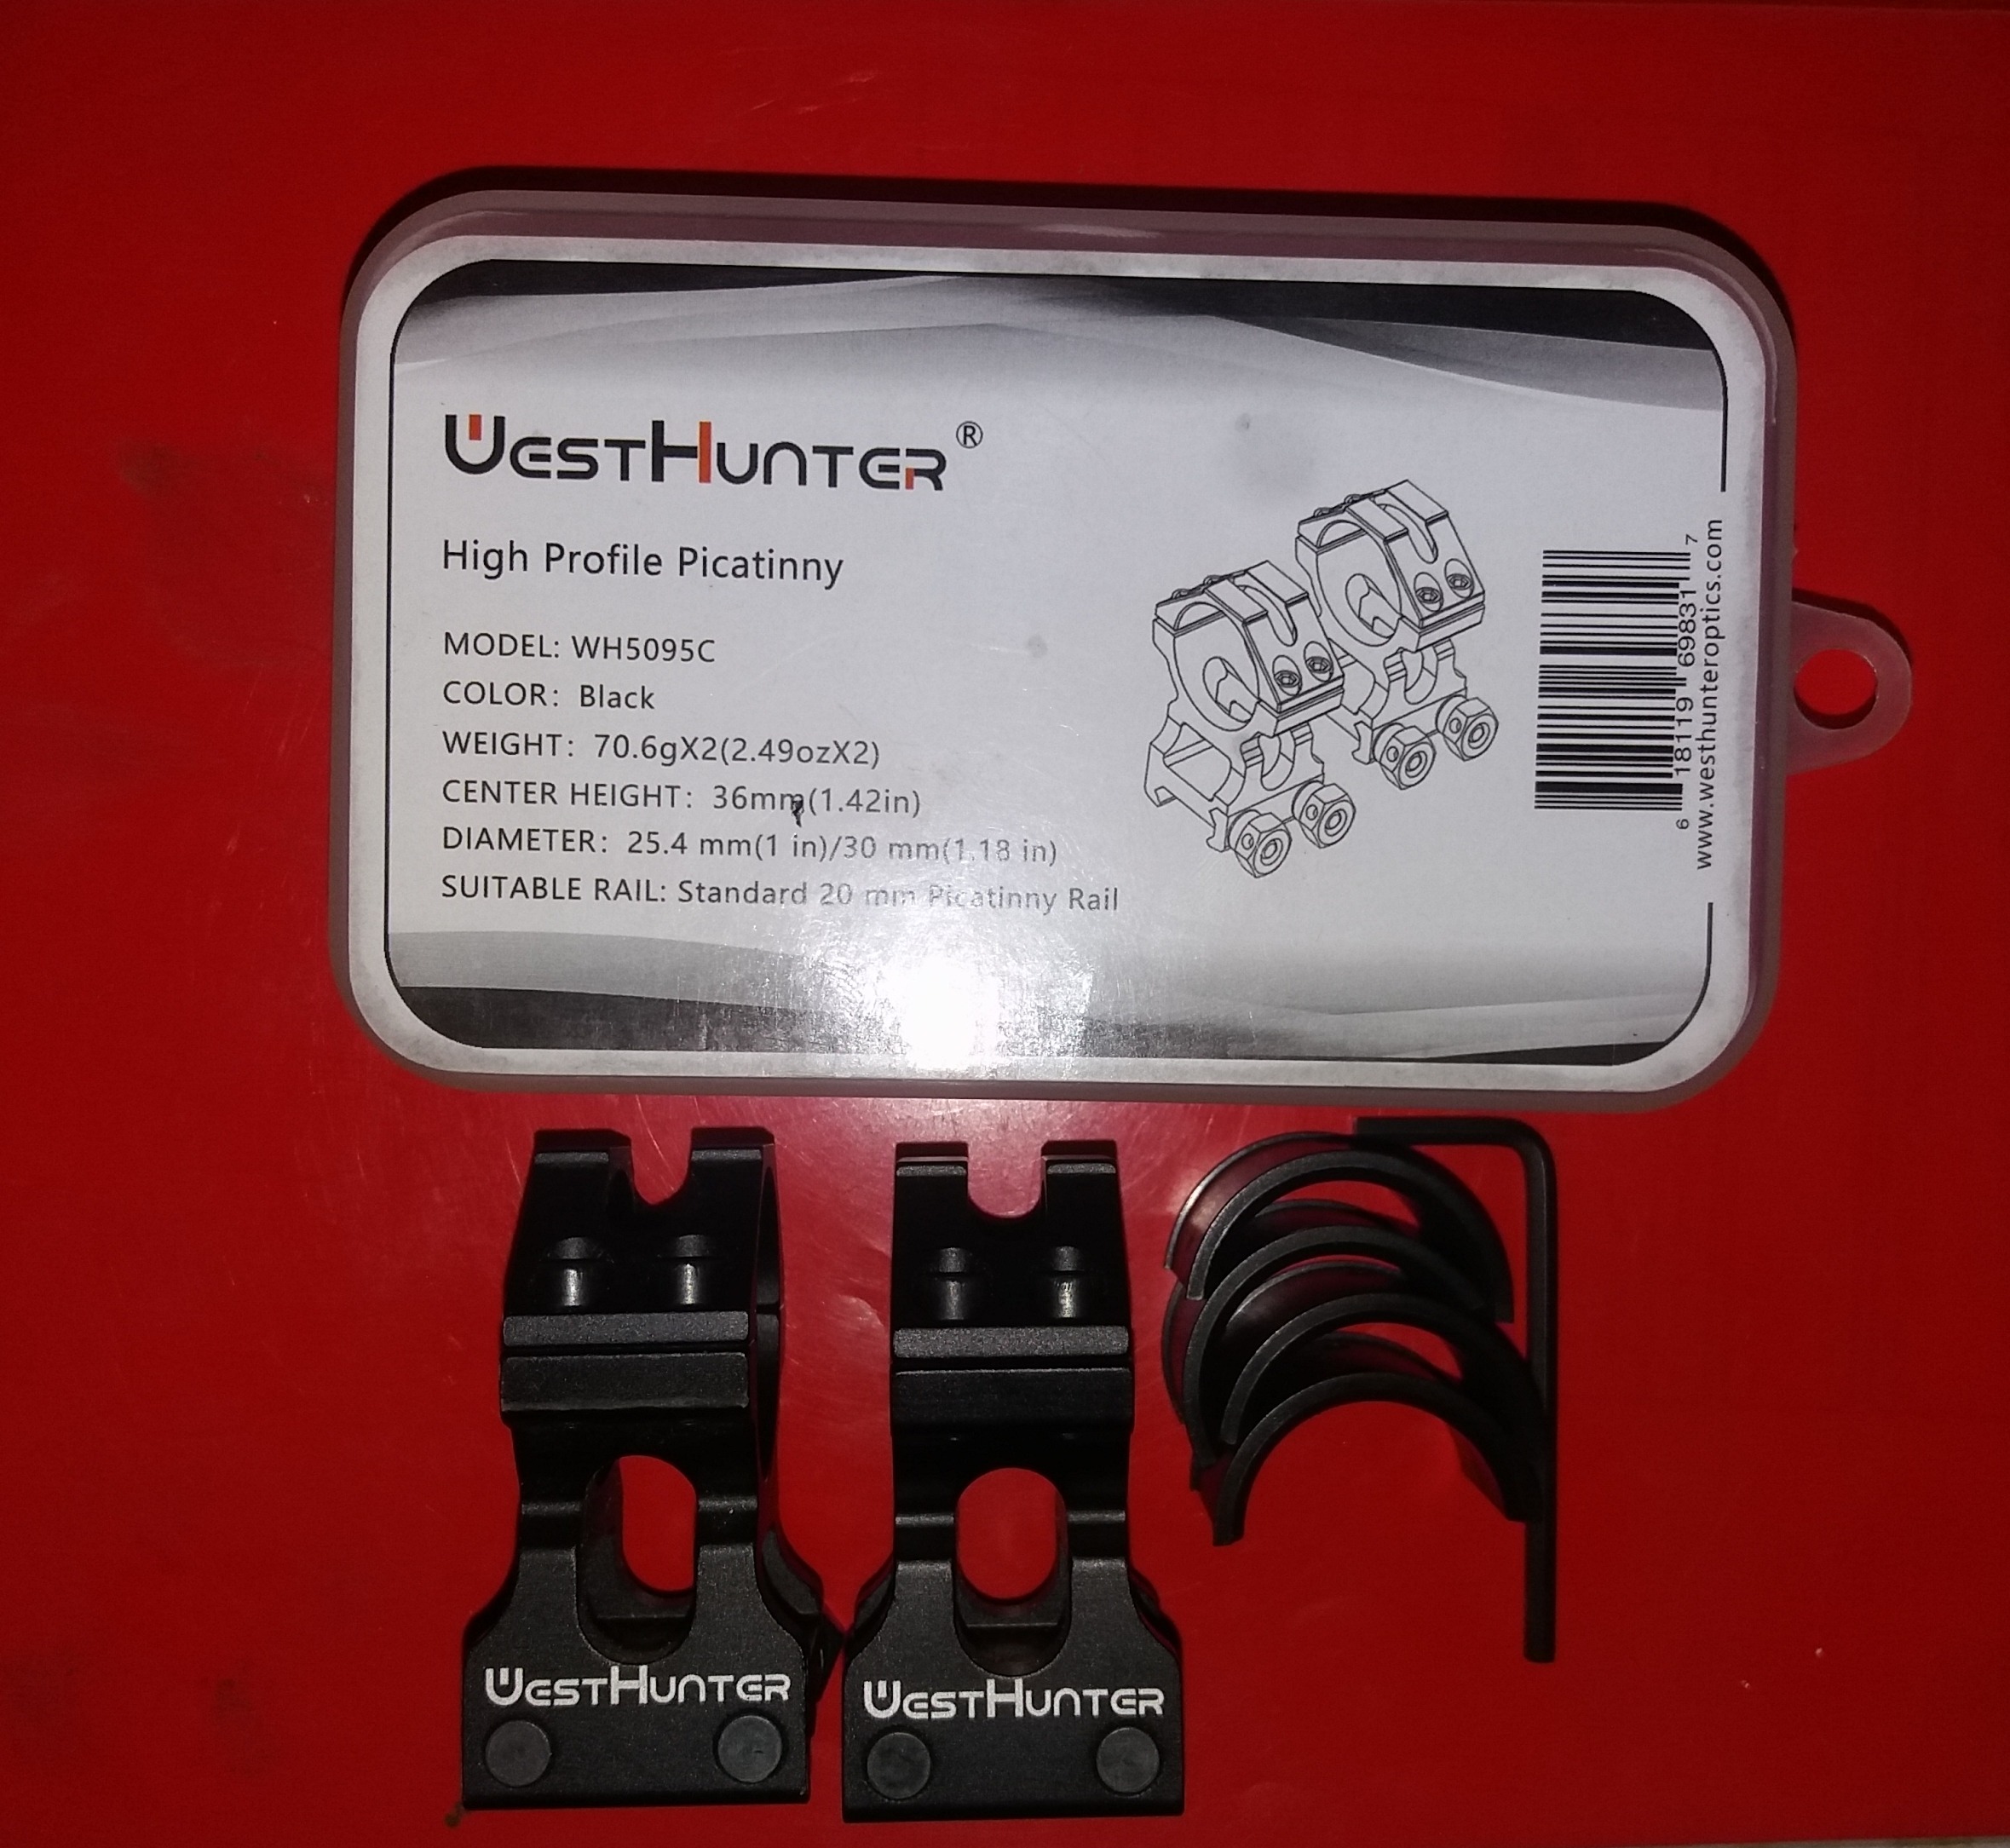 WESTHUNTER®
High Profile Picatinny
MODEL: WH5095C
COLOR: Black
WEIGHT: 70.6gX2(2.49ozX2)
CENTER HEIGHT: 36mm(1.42in)
DIAMETER: 25.4 mm(1 in)/30 mm(1.18 in)
SUITABLE RAIL: Standard 20 mm Picatinny Rail
6 18119 69831 7
www.westhunteroptics.com
WESTHUNTER
WESTHUNTER